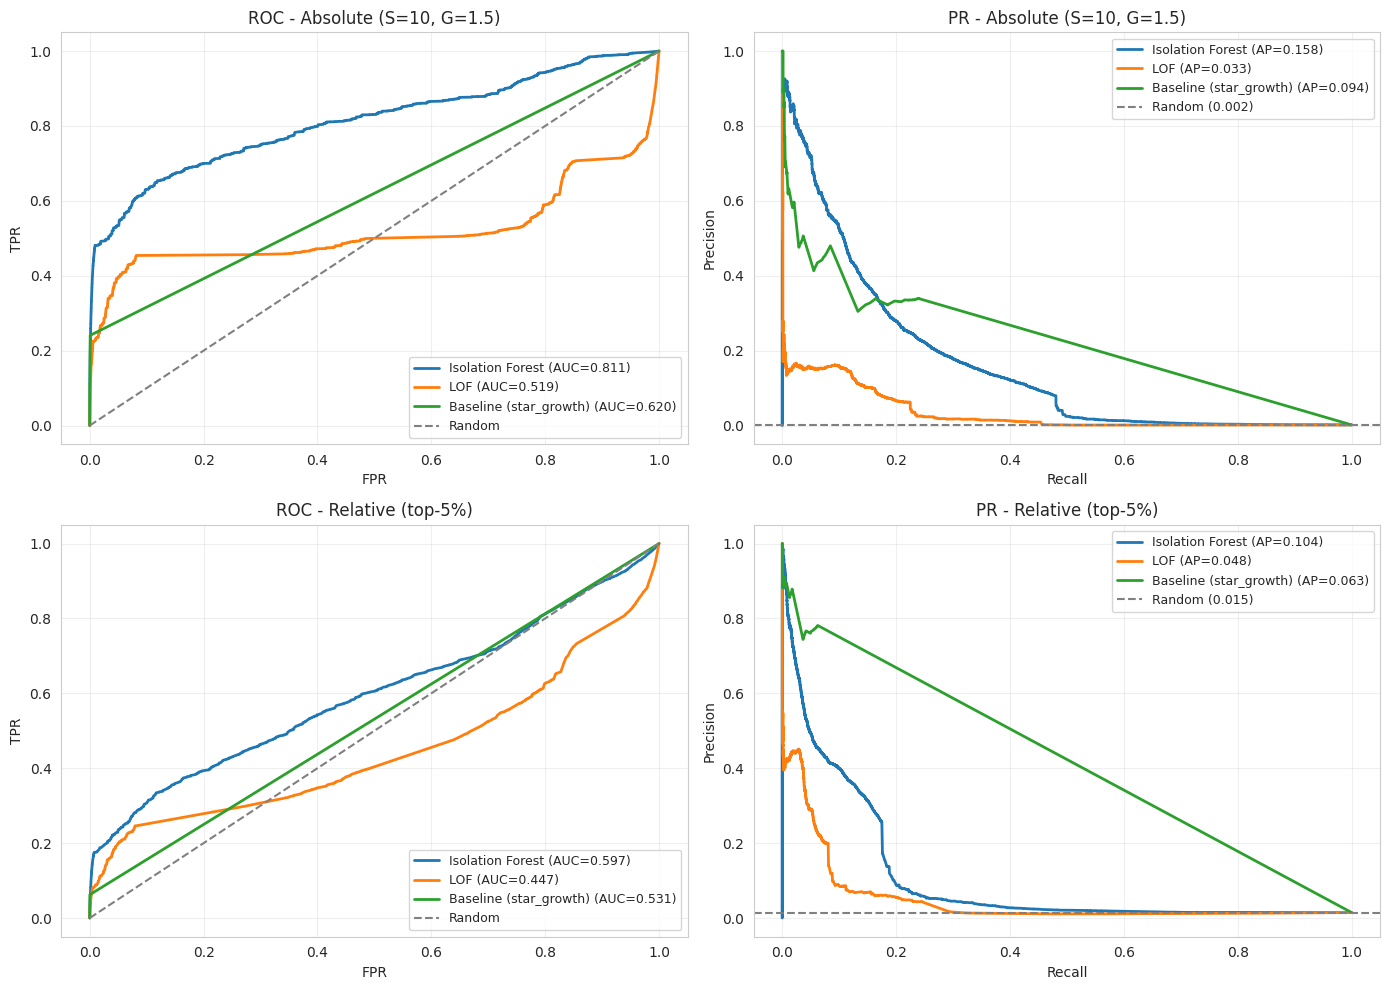 ROC - Absolute (S=10, G=1.5)
1.0
0.8
0.6
0.4
0.2
0.0
TPR
0.0 0.2 0.4 0.6 0.8 1.0
FPR
Isolation Forest (AUC=0.811)
LOF (AUC=0.519)
Baseline (star_growth) (AUC=0.620)
Random
PR - Absolute (S=10, G=1.5)
1.0
0.8
0.6
0.4
0.2
0.0
Precision
0.0 0.2 0.4 0.6 0.8 1.0
Recall
Isolation Forest (AP=0.158)
LOF (AP=0.033)
Baseline (star_growth) (AP=0.094)
Random (0.002)
ROC - Relative (top-5%)
1.0
0.8
0.6
0.4
0.2
0.0
TPR
0.0 0.2 0.4 0.6 0.8 1.0
FPR
Isolation Forest (AUC=0.597)
LOF (AUC=0.447)
Baseline (star_growth) (AUC=0.531)
Random
PR - Relative (top-5%)
1.0
0.8
0.6
0.4
0.2
0.0
Precision
0.0 0.2 0.4 0.6 0.8 1.0
Recall
Isolation Forest (AP=0.104)
LOF (AP=0.048)
Baseline (star_growth) (AP=0.063)
Random (0.015)